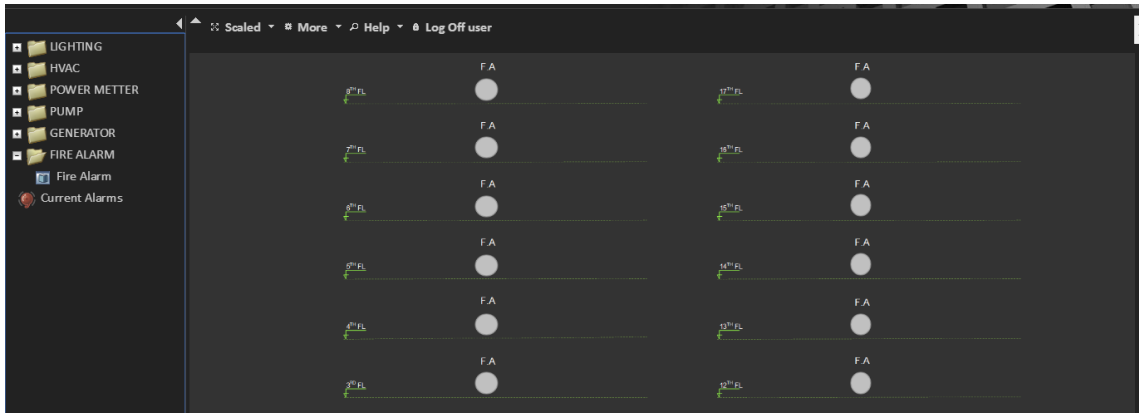 Scaled More Help Log Off user
LIGHTING
HVAC
POWER METTER
PUMP
GENERATOR
FIRE ALARM
Fire Alarm
Current Alarms
F.A F.A
8TH FL 17TH FL
F.A F.A
7TH FL 16TH FL
F.A F.A
6TH FL 15TH FL
F.A F.A
5TH FL 14TH FL
F.A F.A
4TH FL 13TH FL
F.A F.A
3RD FL 12TH FL